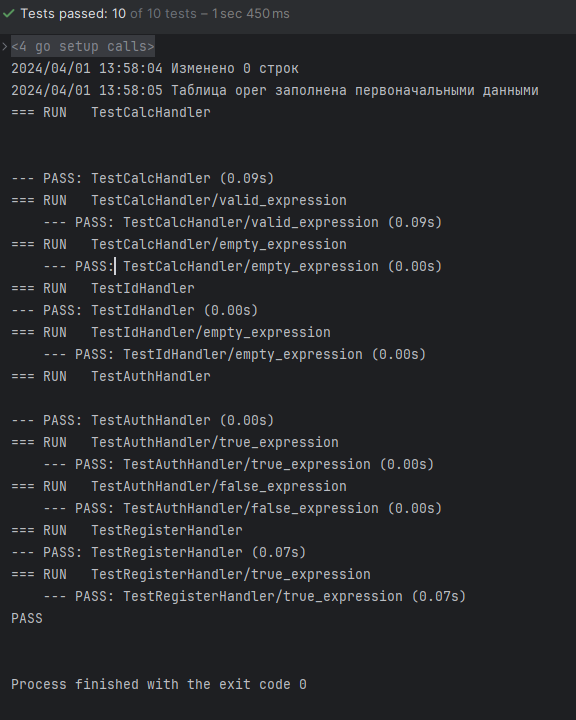 Tests passed: 10 of 10 tests – 1 sec 450 ms
<4 go setup calls>
2024/04/01 13:58:04 Изменено 0 строк
2024/04/01 13:58:05 Таблица oper заполнена первоначальными данными
=== RUN   TestCalcHandler
--- PASS: TestCalcHandler (0.09s)
=== RUN   TestCalcHandler/valid_expression
    --- PASS: TestCalcHandler/valid_expression (0.09s)
=== RUN   TestCalcHandler/empty_expression
    --- PASS: TestCalcHandler/empty_expression (0.00s)
=== RUN   TestIdHandler
--- PASS: TestIdHandler (0.00s)
=== RUN   TestIdHandler/empty_expression
    --- PASS: TestIdHandler/empty_expression (0.00s)
=== RUN   TestAuthHandler
--- PASS: TestAuthHandler (0.00s)
=== RUN   TestAuthHandler/true_expression
    --- PASS: TestAuthHandler/true_expression (0.00s)
=== RUN   TestAuthHandler/false_expression
    --- PASS: TestAuthHandler/false_expression (0.00s)
=== RUN   TestRegisterHandler
--- PASS: TestRegisterHandler (0.07s)
=== RUN   TestRegisterHandler/true_expression
    --- PASS: TestRegisterHandler/true_expression (0.07s)
PASS
Process finished with the exit code 0